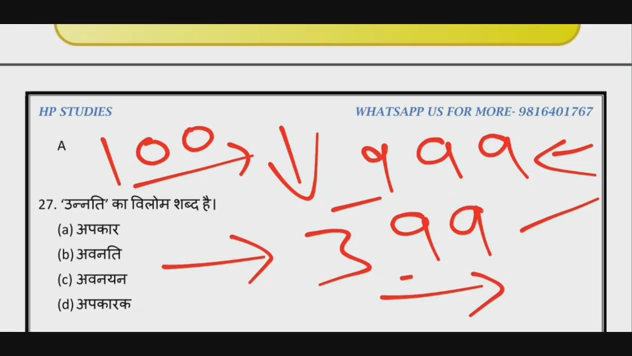 HP STUDIES
WHATSAPP US FOR MORE- 9816401767
A
100 → ↓ 999 ←
27. ‘उन्नति’ का विलोम शब्द है।
(a) अपकार
(b) अवनति
(c) अवनयन
(d) अपकारक
→ 399 →